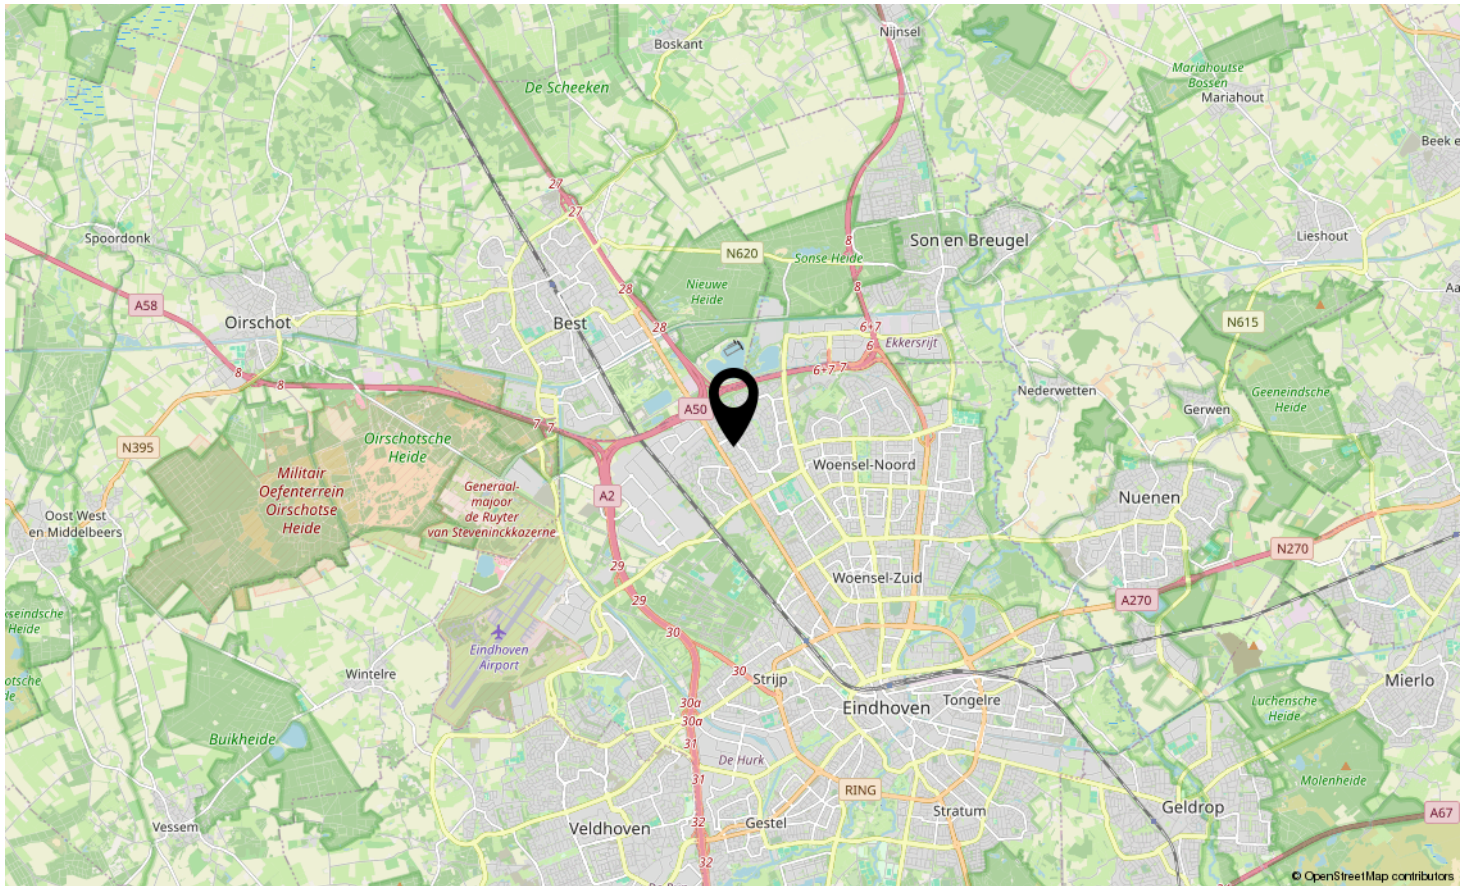 Nijnsel
Boskant
De Scheeken
Mariahoutse
Bossen
Mariahout
Beek e
27
27
Spoordonk
Son en Breugel
Lieshout
8
N620
Sonse Heide
Nieuwe
Heide
28
8
Aa
A58
Oirschot
Best
28
6+7
6
Ekkersrijt
N615
8
8
6+7
7
Nederwetten
Geeneindsche
Heide
Gerwen
A50
7
7
N395
Oirschotsche
Heide
Woensel-Noord
Militair
Oefenterrein
Oirschotse
Heide
Generaal-
majoor
de Ruyter
van Steveninckkazerne
A2
Nuenen
Oost West
en Middelbeers
N270
29
Woensel-Zuid
29
A270
oseindsche
Heide
30
Eindhoven
Airport
30
Wintelre
Strijp
otsche
de
Mierlo
Tongelre
Eindhoven
30a
30a
Luchensche
Heide
Buikheide
31
De Hurk
31
Molenheide
RING
Geldrop
Stratum
A67
Vessem
Veldhoven
32
Gestel
32
© OpenStreetMap contributors